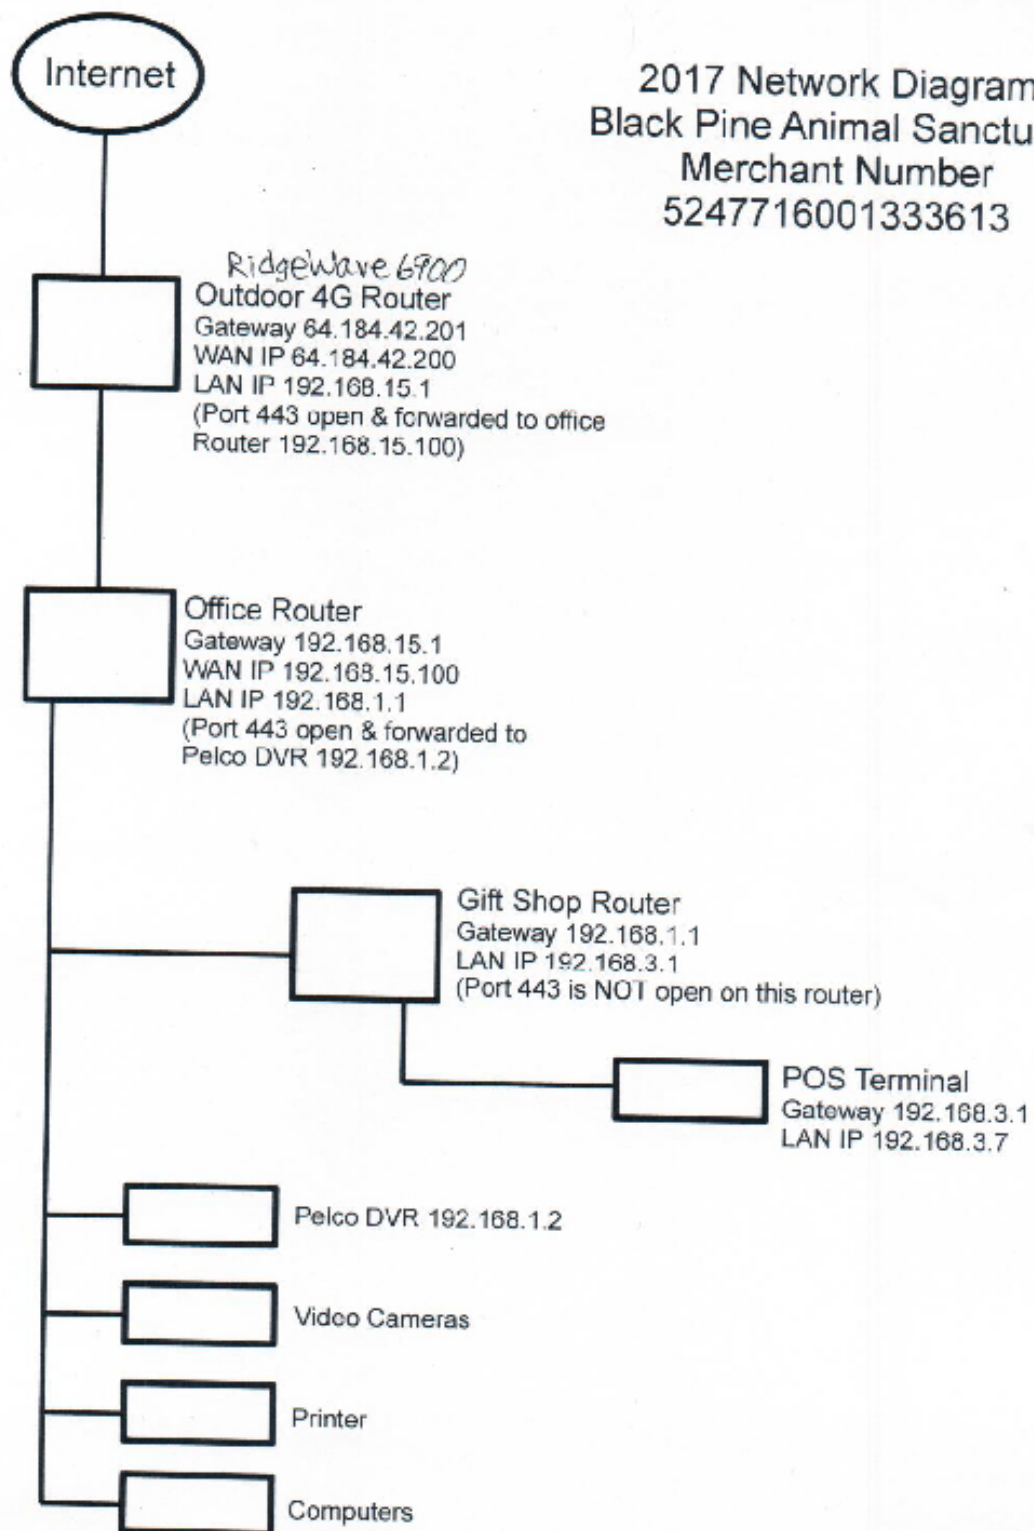 Internet
2017 Network Diagram
Black Pine Animal Sanctu
Merchant Number
5247716001333613
RidgeWave 6900
Outdoor 4G Router
Gateway 64.184.42.201
WAN IP 64.184.42.200
LAN IP 192.168.15.1
(Port 443 open & forwarded to office
Router 192.168.15.100)
Office Router
Gateway 192.168.15.1
WAN IP 192.168.15.100
LAN IP 192.168.1.1
(Port 443 open & forwarded to
Pelco DVR 192.168.1.2)
Gift Shop Router
Gateway 192.168.1.1
LAN IP 192.168.3.1
(Port 443 is NOT open on this router)
POS Terminal
Gateway 192.168.3.1
LAN IP 192.168.3.7
Pelco DVR 192.168.1.2
Video Cameras
Printer
Computers